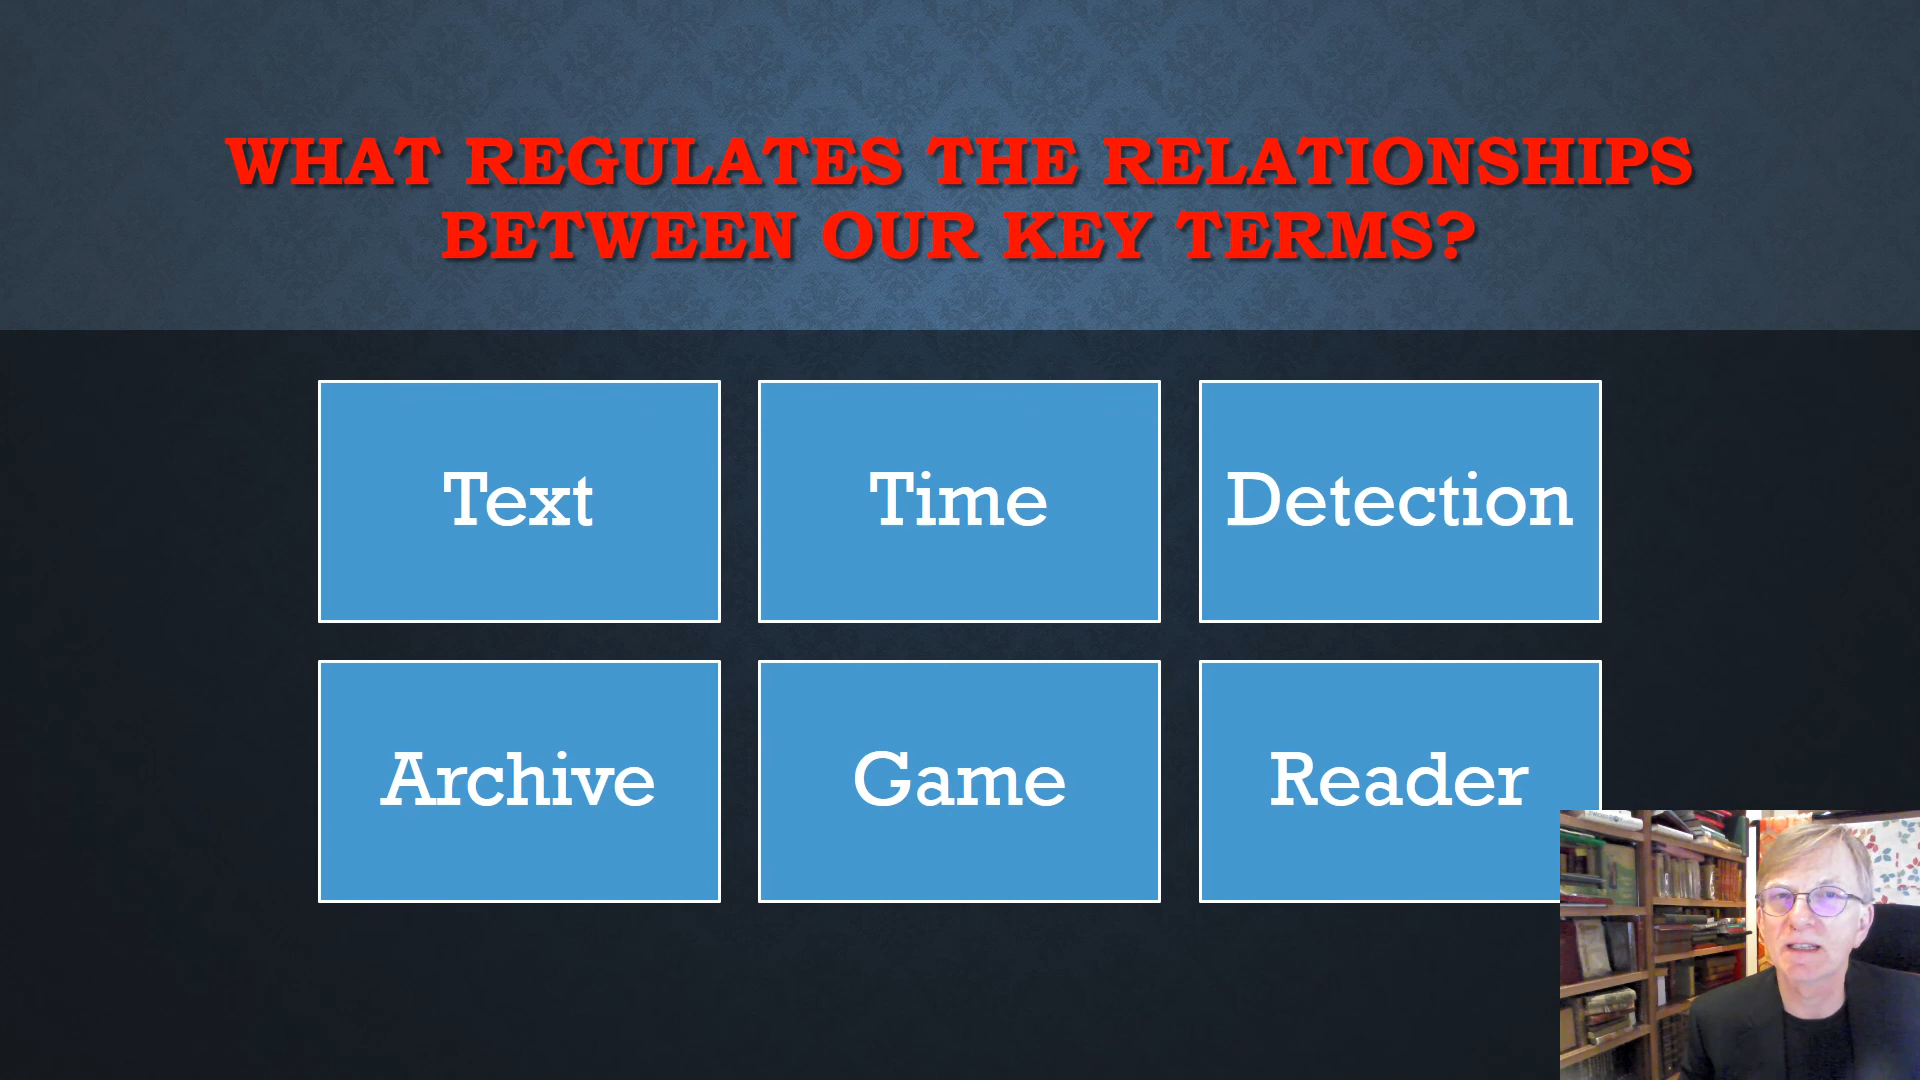 WHAT REGULATES THE RELATIONSHIPS
BETWEEN OUR KEY TERMS?
Text
Time
Detection
Archive
Game
Reader